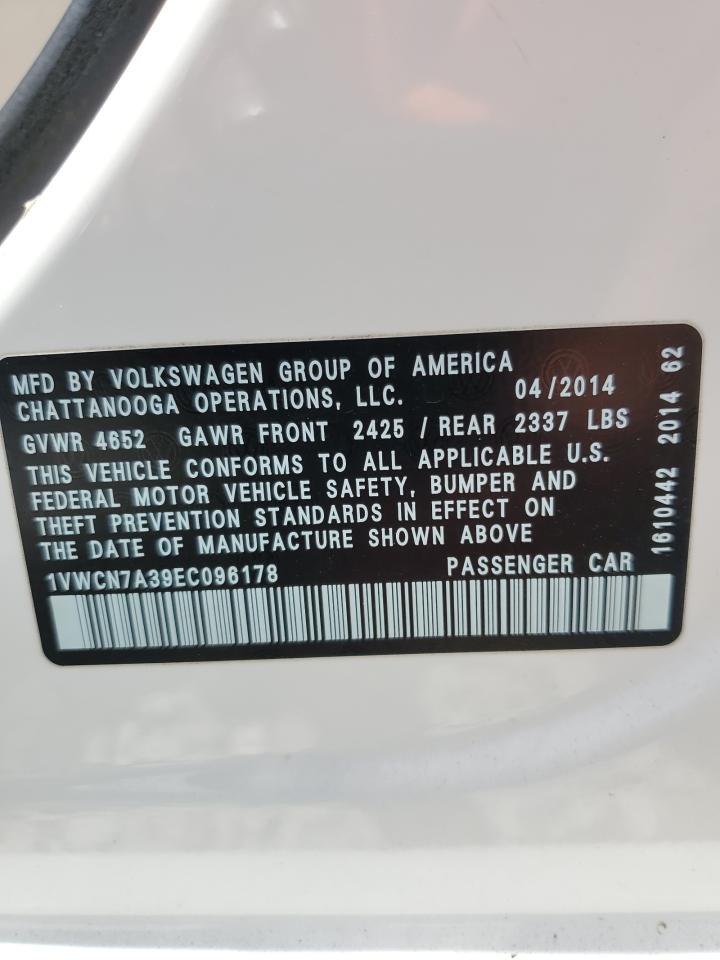 MFD BY VOLKSWAGEN GROUP OF AMERICA
CHATTANOOGA OPERATIONS, LLC. 04/2014
GVWR 4652 GAWR FRONT 2425 / REAR 2337 LBS
THIS VEHICLE CONFORMS TO ALL APPLICABLE U.S.
FEDERAL MOTOR VEHICLE SAFETY, BUMPER AND
THEFT PREVENTION STANDARDS IN EFFECT ON
THE DATE OF MANUFACTURE SHOWN ABOVE
1VWCN7A39EC096178 PASSENGER CAR
1610442 2014 62